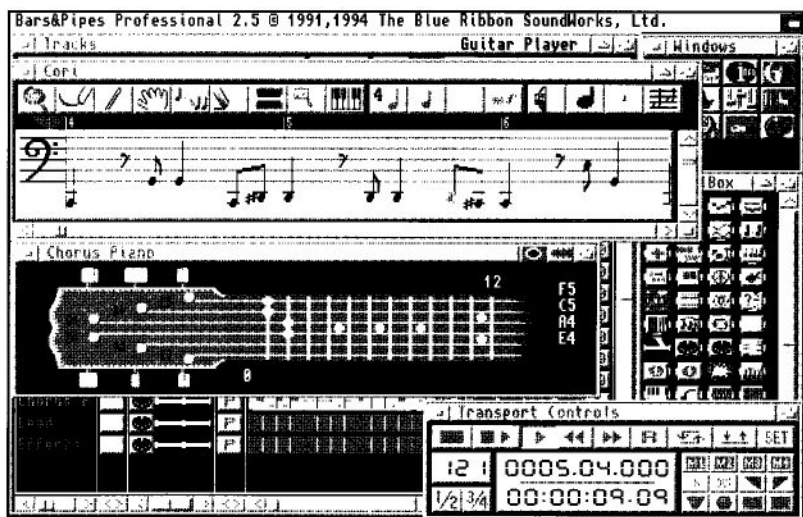 Bars&Pipes Professional 2.5 © 1991,1994 The Blue Ribbon SoundWorks, Ltd.
Tracks
Guitar Player
Windows
Cori
4
4
5
6
Box
Chorus Piano
12
F5
C5
A4
E4
0
P
P
P
Effects
Transport Controls
SET
121
0005.04.000
1/2
3/4
00:00:09.09